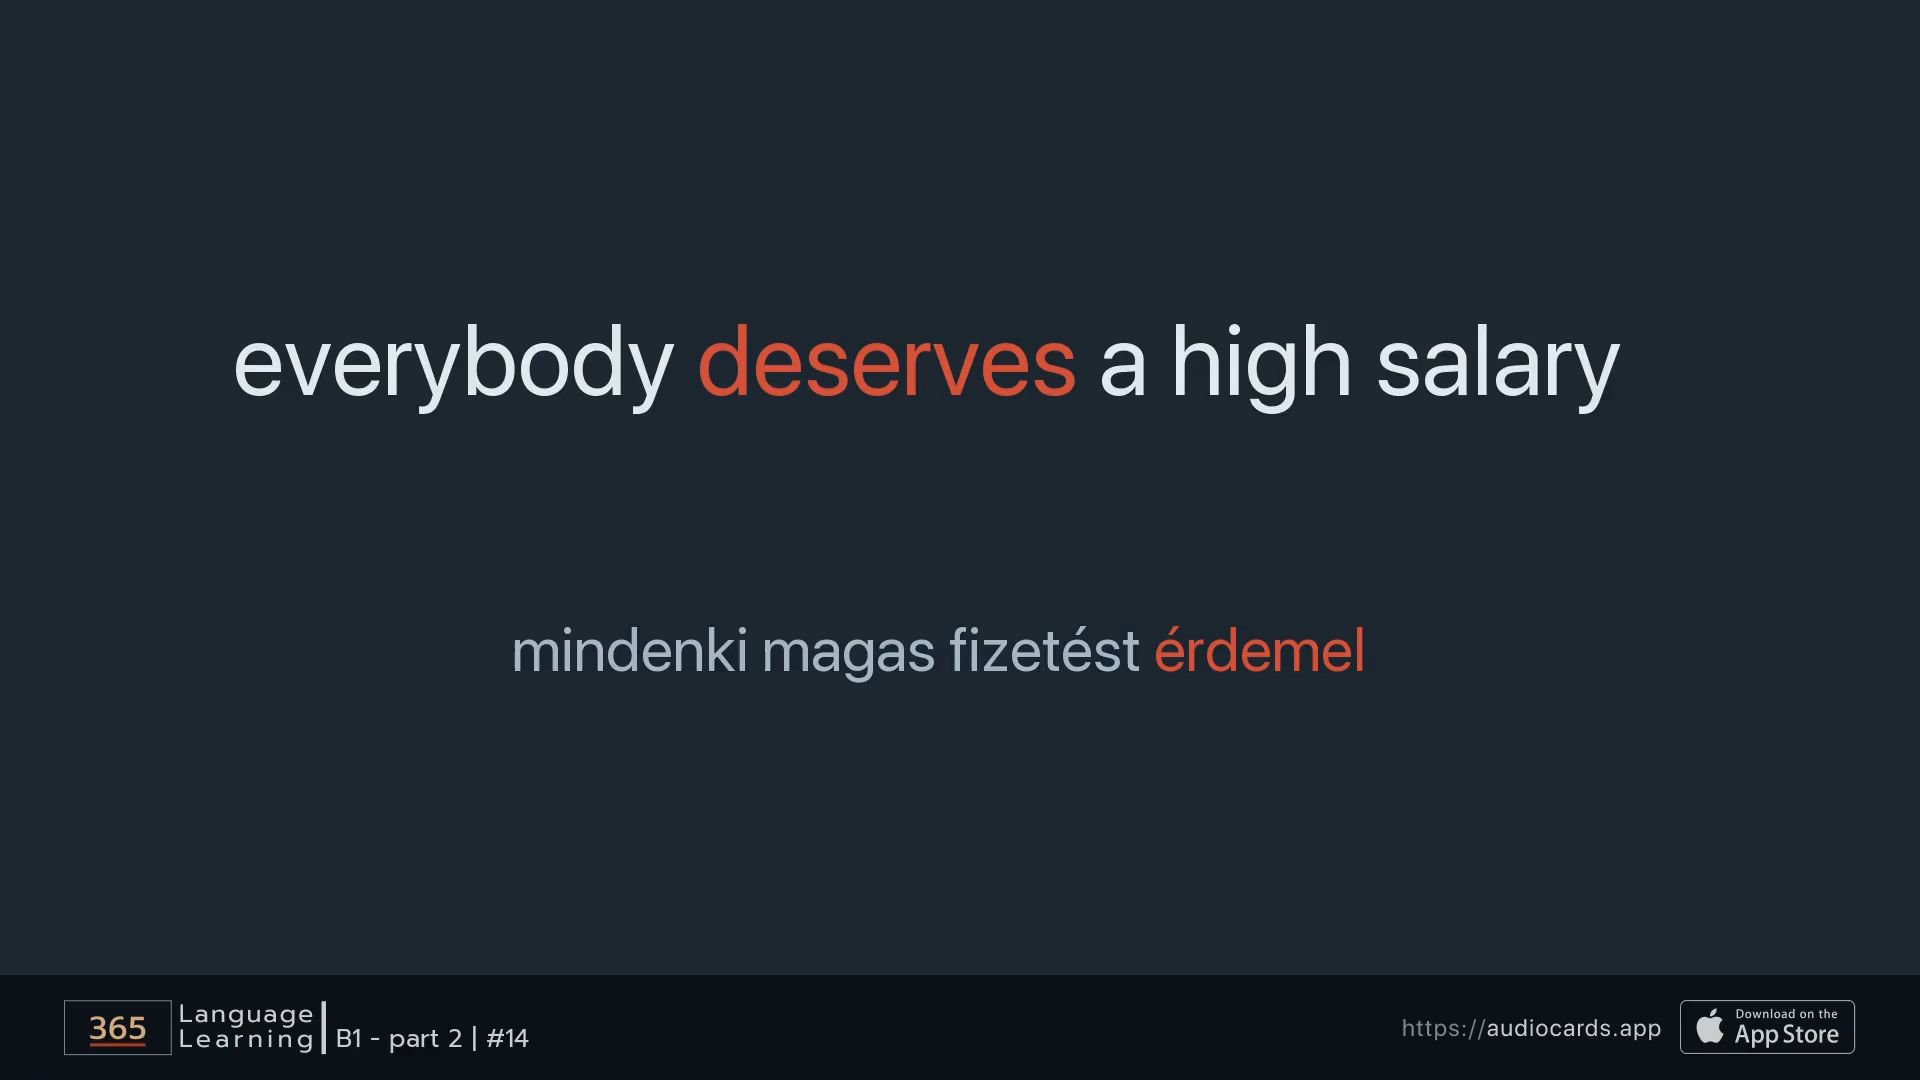 everybody deserves a high salary
mindenki magas fizetést érdemel
365
Language
Learning
B1 - part 2 | #14
https://audiocards.app
Download on the
App Store